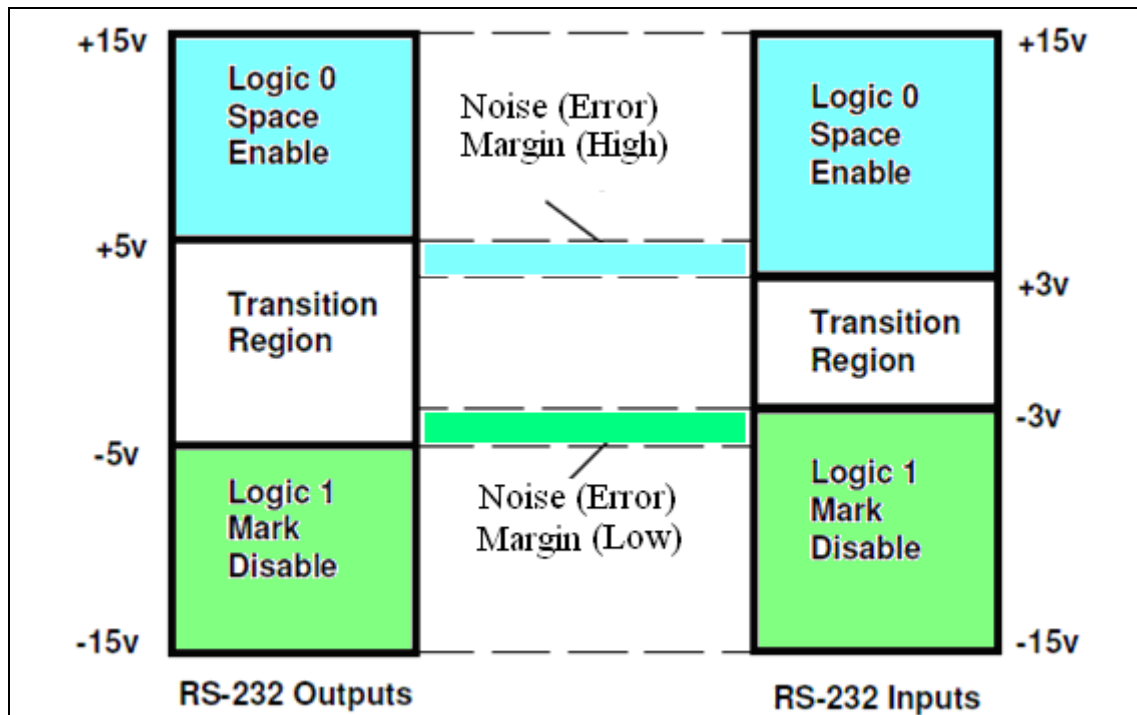 +15v
Logic 0
Space
Enable
+5v
Transition
Region
-5v
Logic 1
Mark
Disable
-15v
RS-232 Outputs
Noise (Error)
Margin (High)
Noise (Error)
Margin (Low)
+15v
Logic 0
Space
Enable
+3v
Transition
Region
-3v
Logic 1
Mark
Disable
-15v
RS-232 Inputs